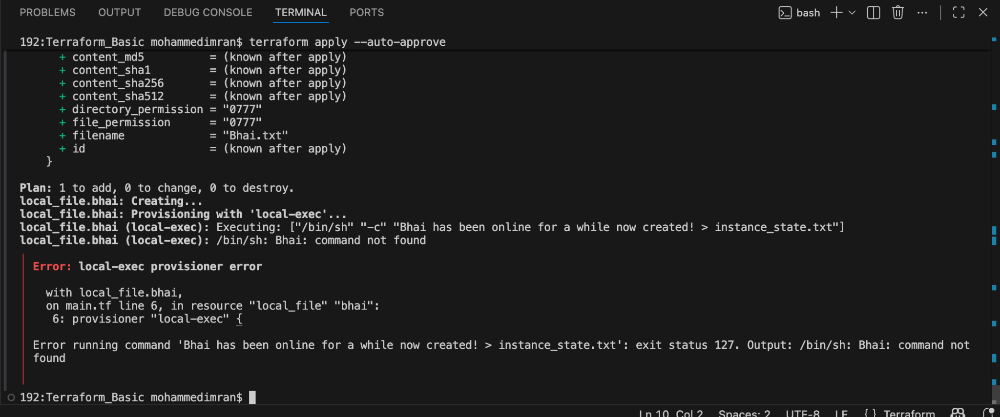 PROBLEMS OUTPUT DEBUG CONSOLE TERMINAL PORTS bash
192:Terraform_Basic mohammedimran$ terraform apply --auto-approve
+ content_md5 = (known after apply)
+ content_sha1 = (known after apply)
+ content_sha256 = (known after apply)
+ content_sha512 = (known after apply)
+ directory_permission = "0777"
+ file_permission = "0777"
+ filename = "Bhai.txt"
+ id = (known after apply)
}
Plan: 1 to add, 0 to change, 0 to destroy.
local_file.bhai: Creating...
local_file.bhai: Provisioning with 'local-exec'...
local_file.bhai (local-exec): Executing: ["/bin/sh" "-c" "Bhai has been online for a while now created! > instance_state.txt"]
local_file.bhai (local-exec): /bin/sh: Bhai: command not found
Error: local-exec provisioner error
with local_file.bhai,
on main.tf line 6, in resource "local_file" "bhai":
6: provisioner "local-exec" {
Error running command 'Bhai has been online for a while now created! > instance_state.txt': exit status 127. Output: /bin/sh: Bhai: command not
found
192:Terraform_Basic mohammedimran$
Ln 10, Col 2 Spaces: 2 UTF-8 LF {} Terraform